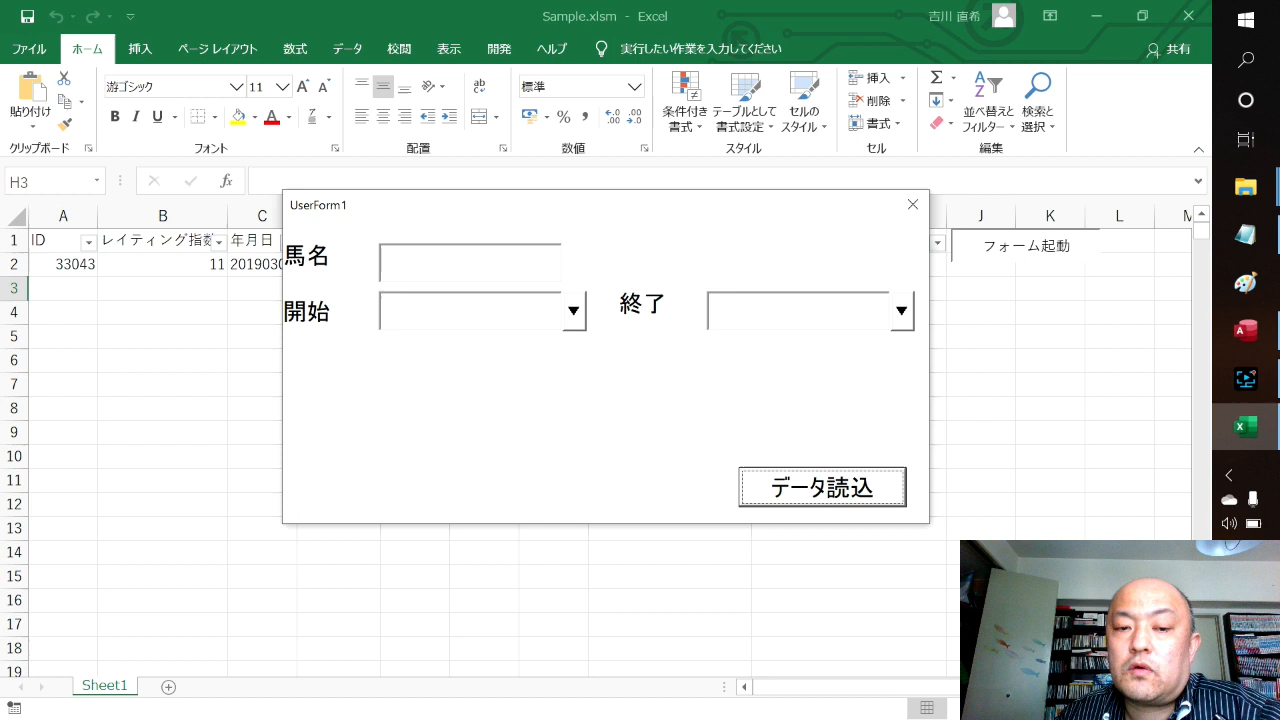 Sample.xlsm - Excel
吉川 直希
ファイル ホーム 挿入 ページ レイアウト 数式 データ 校閲 表示 開発 ヘルプ 実行したい作業を入力してください 共有
貼り付け
クリップボード
游ゴシック 11
B I U A
フォント
ab
配置
標準
% 9
.00
数値
条件付き 書式
テーブルとして 書式設定
セルの スタイル
スタイル
挿入
削除
書式
セル
Σ
並べ替えと フィルター
検索と 選択
編集
H3 fx
A B C J K L M
1 ID レイティング指数 年月日 フォーム起動
2 33043 11 2019030
3
4
5
6
7
8
9
10
11
12
13
14
15
16
17
18
19
UserForm1
馬名
開始 終了
データ読込
Sheet1